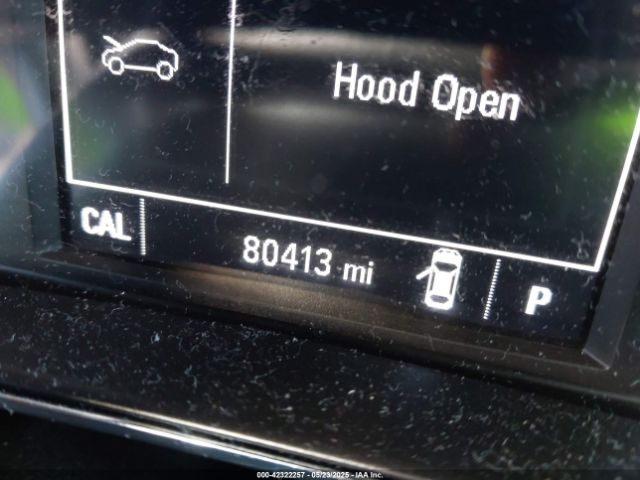 Hood Open
CAL 80413 mi P
000-42322257 - 05/23/2025 - IAA Inc.